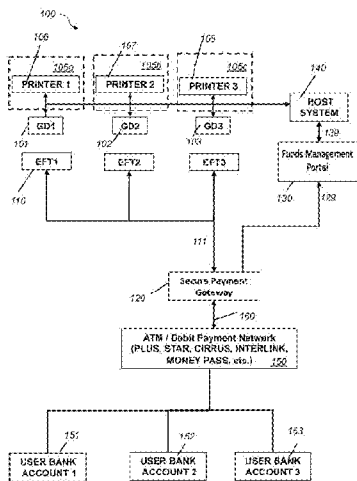 100
106
105a
107
105b
105
105c
140
PRINTER 1
PRINTER 2
PRINTER 3
HOST
SYSTEM
101
GD1
102
GD2
103
GD3
139
110
EFT1
EFT2
EFT3
Funds Management
Portal
130
129
111
120
Secure Payment
Gateway
160
ATM / Debit Payment Network
(PLUS, STAR, CIRRUS, INTERLINK,
MONEY PASS, etc.)
150
151
152
153
USER BANK
ACCOUNT 1
USER BANK
ACCOUNT 2
USER BANK
ACCOUNT 3